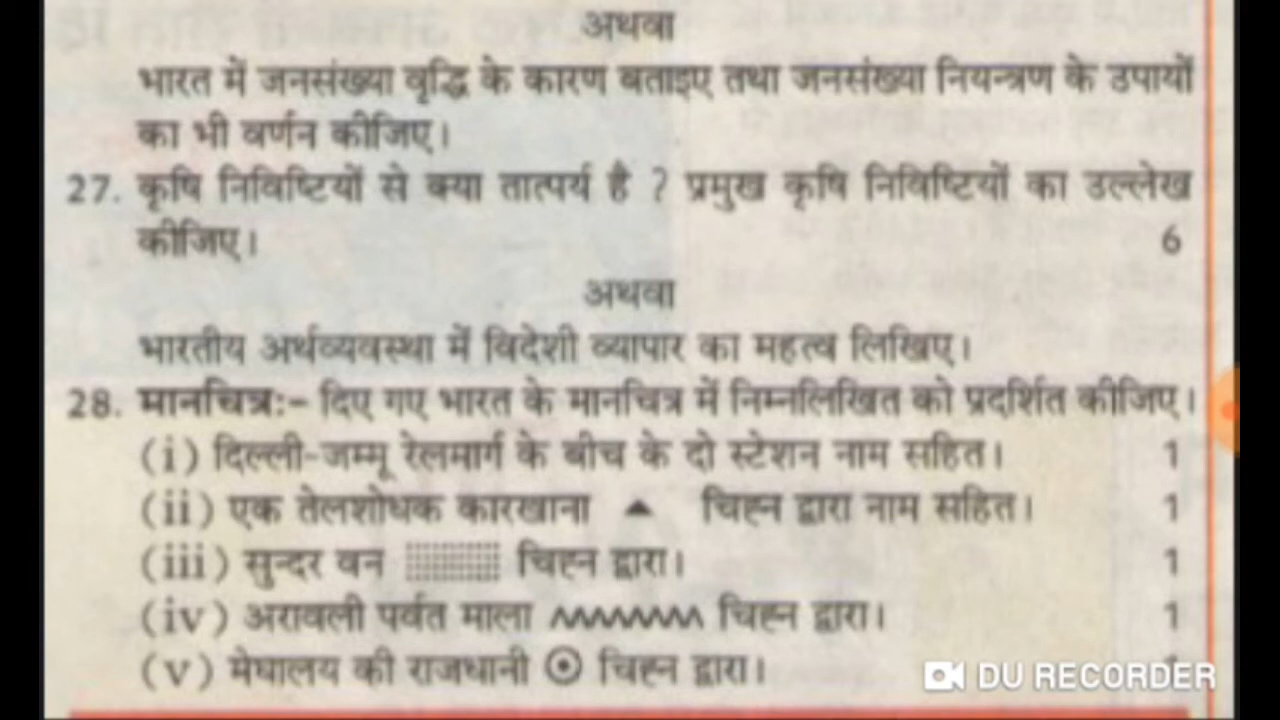 अथवा
भारत में जनसंख्या वृद्धि के कारण बताइए तथा जनसंख्या नियन्त्रण के उपायों
का भी वर्णन कीजिए।
27. कृषि निविष्टियों से क्या तात्पर्य है ? प्रमुख कृषि निविष्टियों का उल्लेख
कीजिए। 6
अथवा
भारतीय अर्थव्यवस्था में विदेशी व्यापार का महत्व लिखिए।
28. मानचित्रः- दिए गए भारत के मानचित्र में निम्नलिखित को प्रदर्शित कीजिए।
(i) दिल्ली-जम्मू रेलमार्ग के बीच के दो स्टेशन नाम सहित। 1
(ii) एक तेलशोधक कारखाना ▲ चिह्न द्वारा नाम सहित। 1
(iii) सुन्दर वन चिह्न द्वारा। 1
(iv) अरावली पर्वत माला चिह्न द्वारा। 1
(v) मेघालय की राजधानी ⊙ चिह्न द्वारा।
DU RECORDER